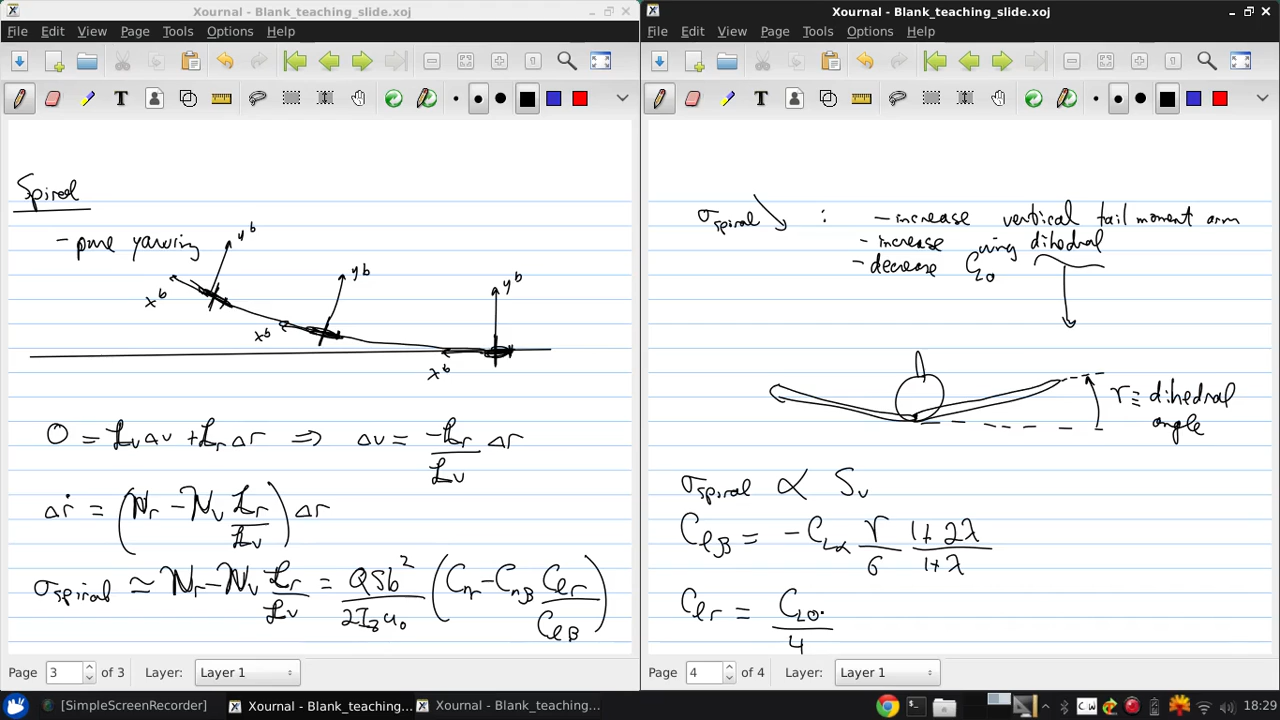 Xournal - Blank_teaching_slide.xoj
File Edit View Page Tools Options Help
Spiral
- pure yawing
y^b
x^b
y^b
x^b
y^b
x^b
0 = ℒ_v Δv + ℒ_r Δr ⇒ Δv = -ℒ_r/ℒ_v Δr
Δṙ = (𝒩_r - 𝒩_v ℒ_r/ℒ_v) Δr
σ_spiral ≃ 𝒩_r - 𝒩_v ℒ_r/ℒ_v = QSb²/2I_z u_0 (C_nr - C_nβ C_ℓr/C_ℓβ)
Page 3 of 3 Layer: Layer 1
Xournal - Blank_teaching_slide.xoj
File Edit View Page Tools Options Help
σ_spiral ↘ : - increase vertical tail moment arm
- increase wing dihedral
- decrease C_L0
Γ ≡ dihedral
angle
σ_spiral ∝ S_v
C_ℓβ = -C_Lα Γ/6 1+2λ/1+λ
C_ℓr = C_L0/4
Page 4 of 4 Layer: Layer 1
[SimpleScreenRecorder] Xournal - Blank_teaching_... Xournal - Blank_teaching_slide.... 18:29